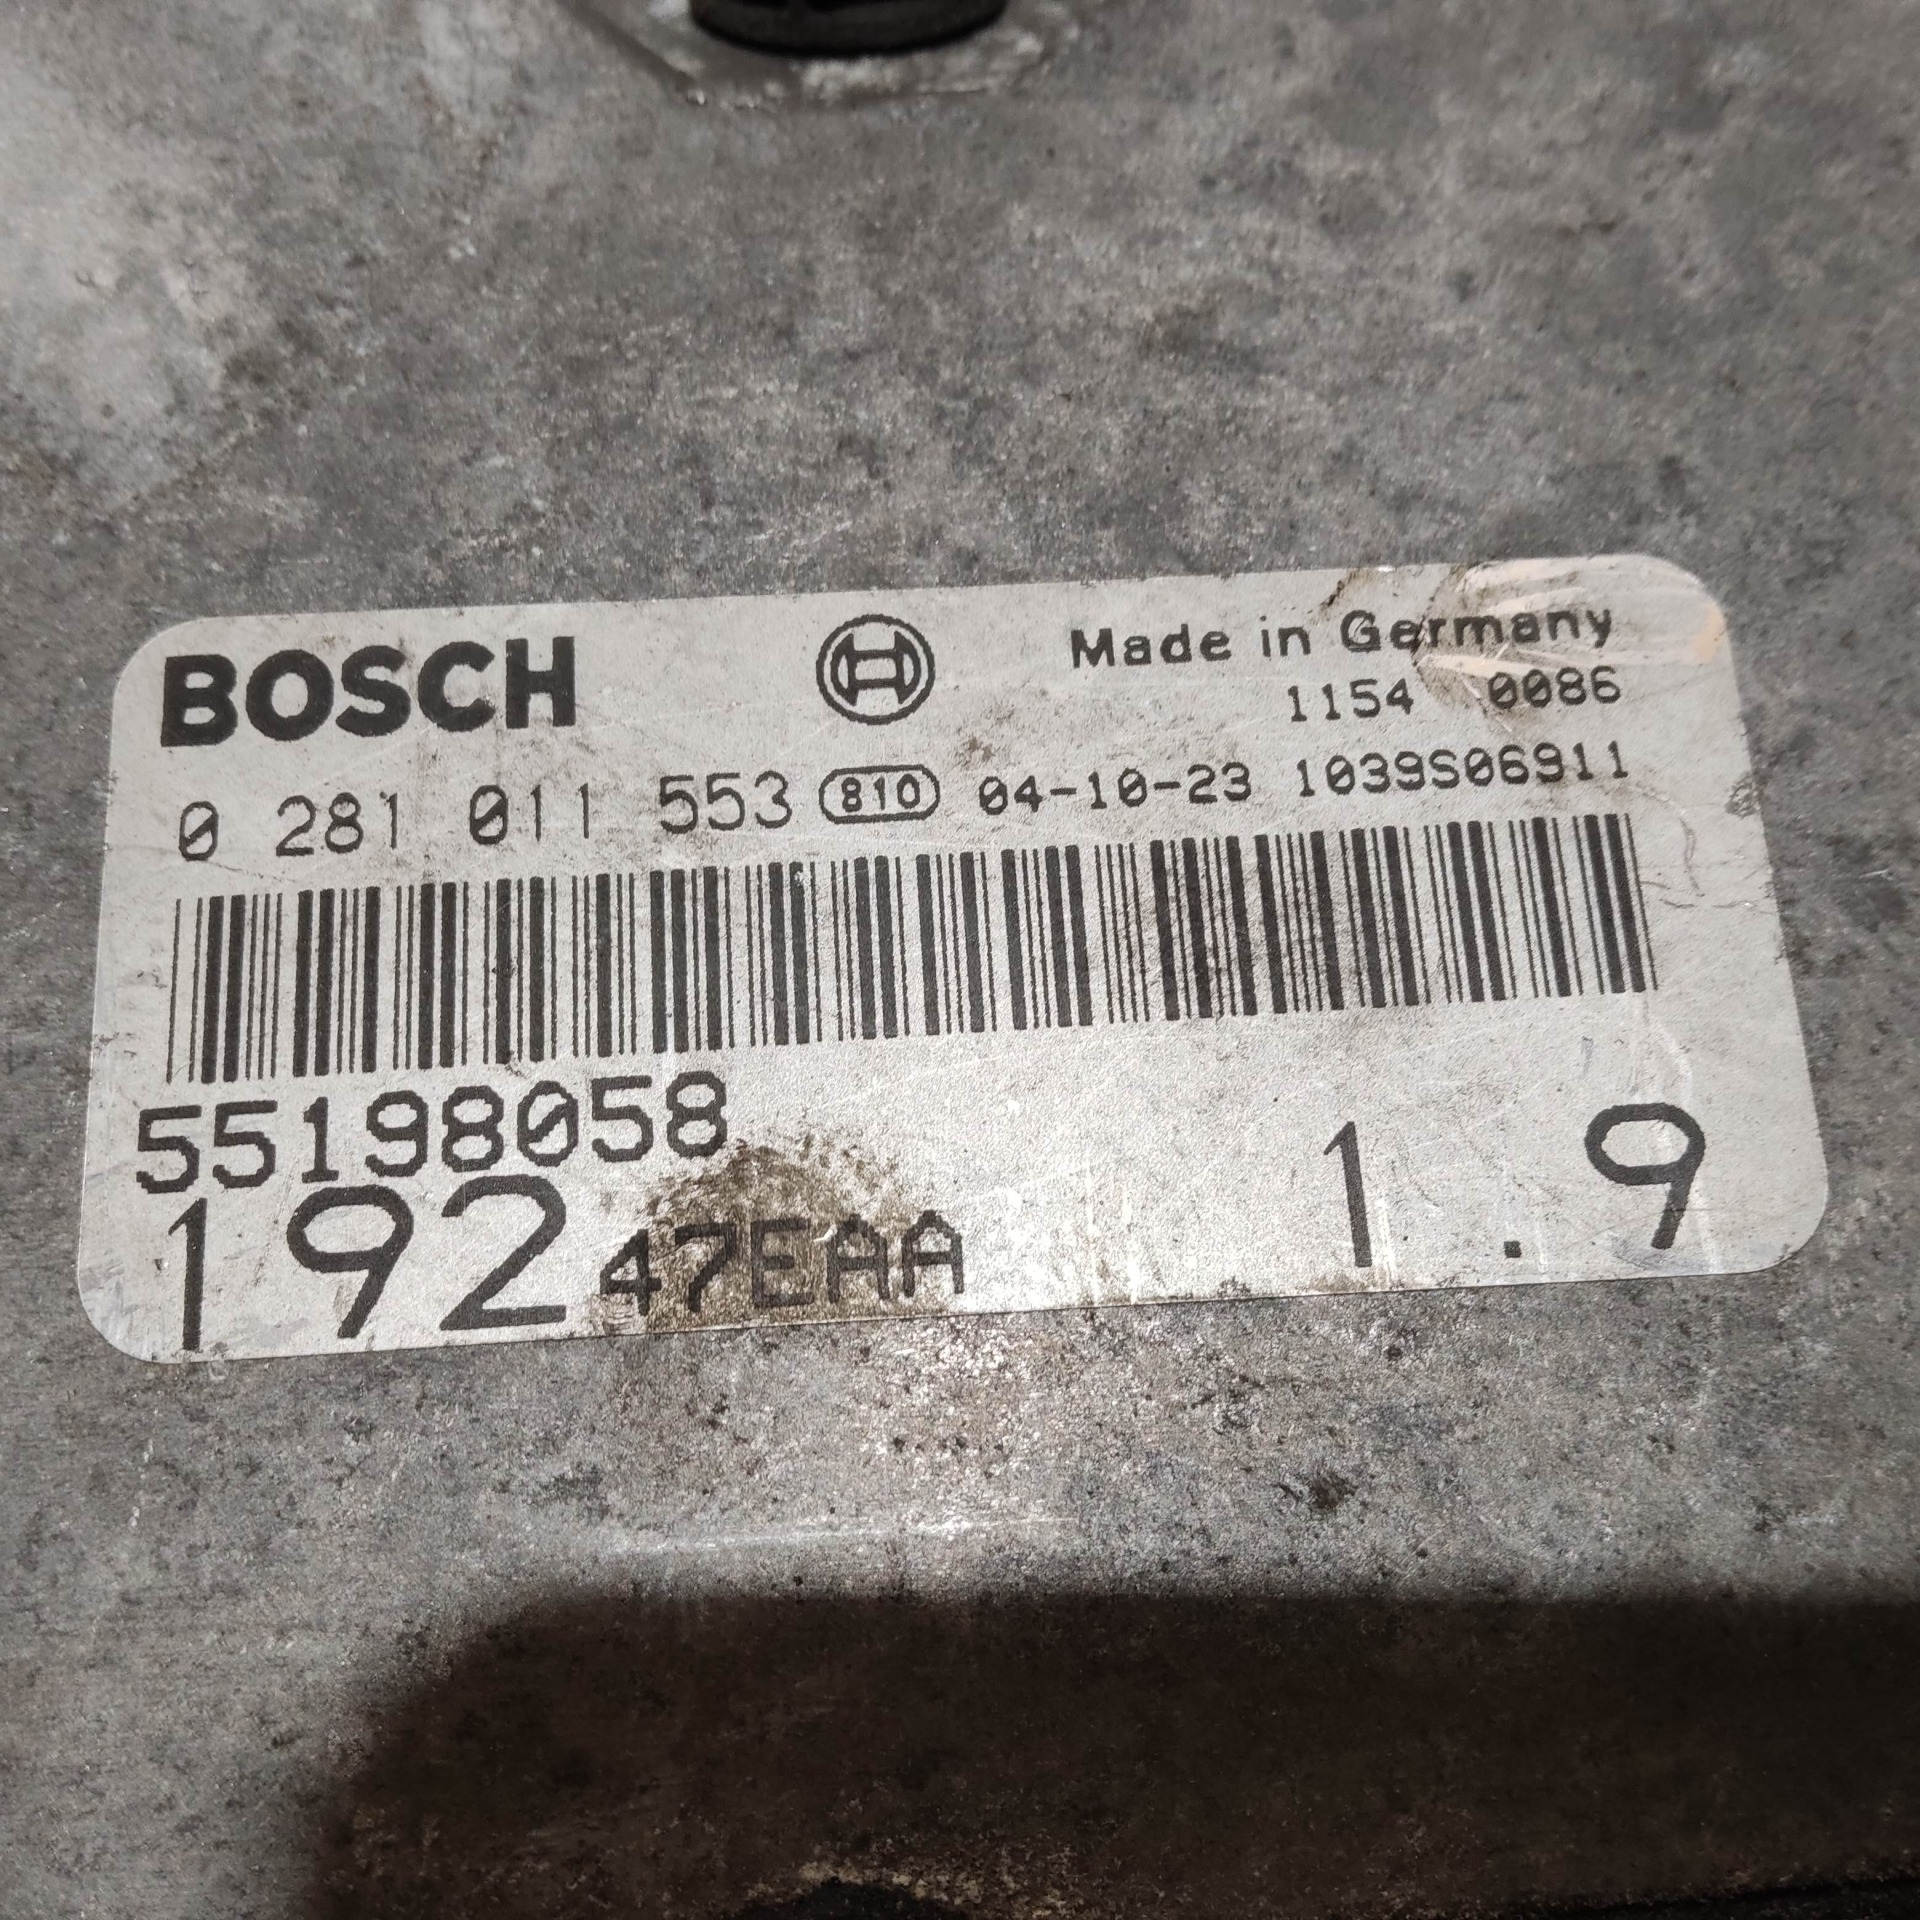 BOSCH Made in Germany
1154 0086
0 281 011 553 810 04-10-23 1039S06911
55198058
192 47EAA 1.9